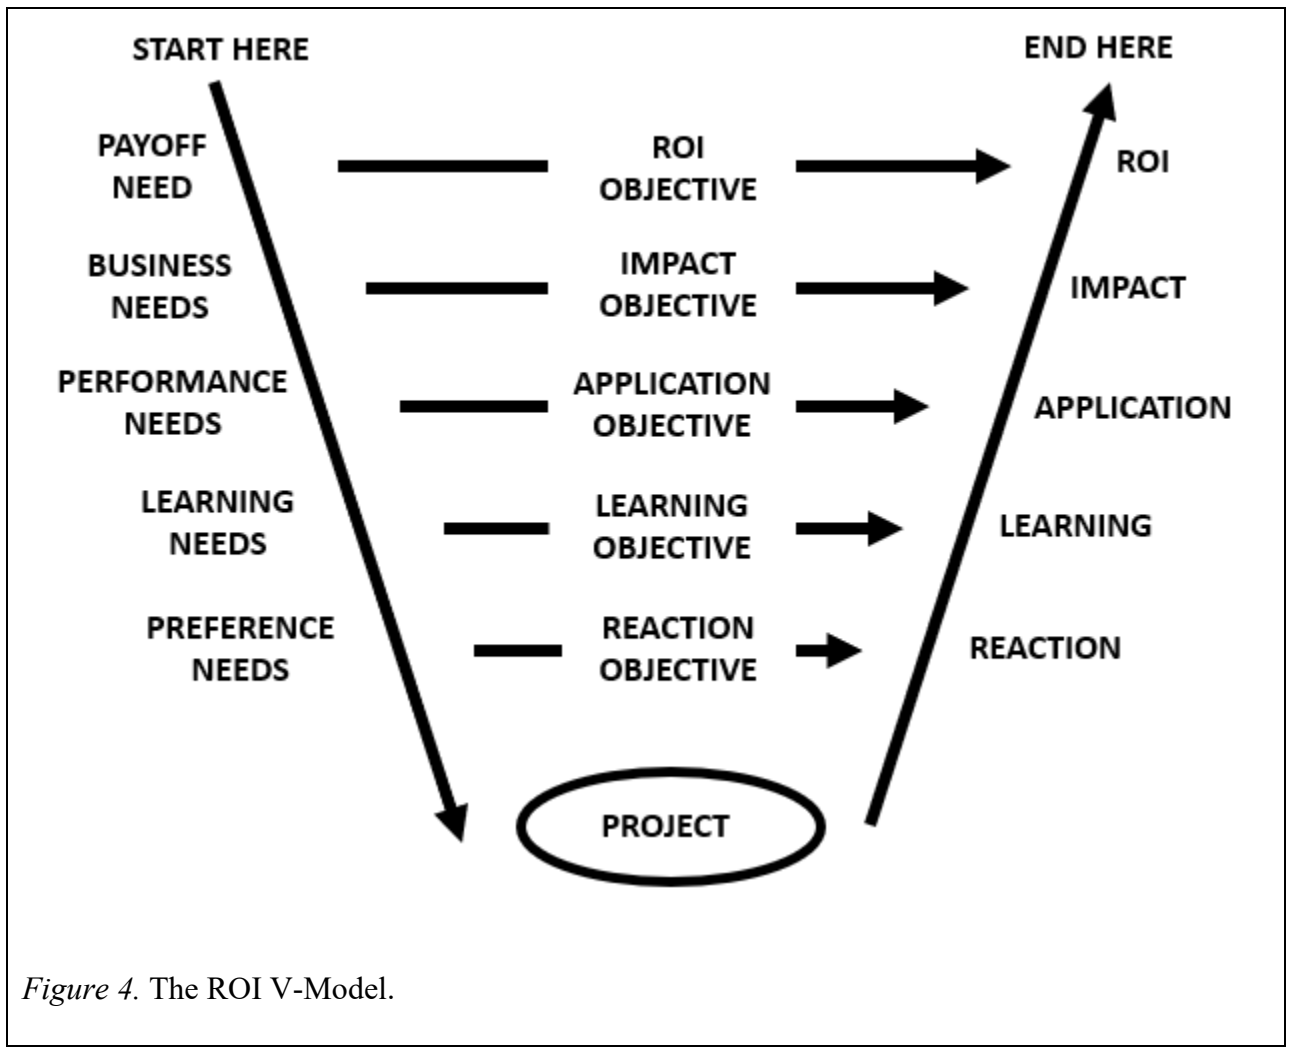 START HERE
END HERE
PAYOFF
NEED
ROI
OBJECTIVE
ROI
BUSINESS
NEEDS
IMPACT
OBJECTIVE
IMPACT
PERFORMANCE
NEEDS
APPLICATION
OBJECTIVE
APPLICATION
LEARNING
NEEDS
LEARNING
OBJECTIVE
LEARNING
PREFERENCE
NEEDS
REACTION
OBJECTIVE
REACTION
PROJECT
Figure 4. The ROI V-Model.